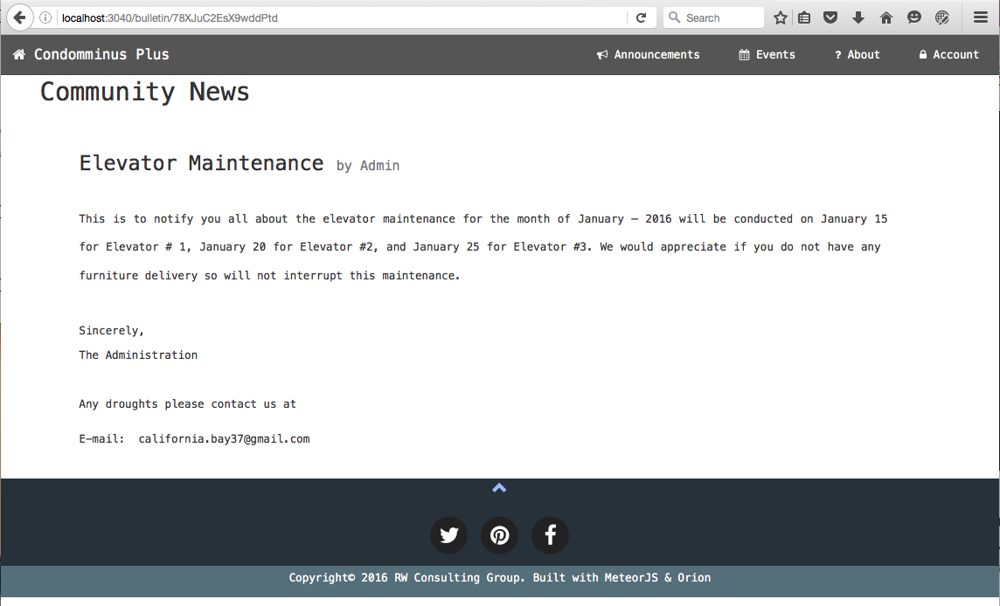 localhost:3040/bulletin/78XJuC2EsX9wddPtd
Search
Condomminus Plus
Announcements
Events
? About
Account
Community News
Elevator Maintenance by Admin
This is to notify you all about the elevator maintenance for the month of January – 2016 will be conducted on January 15
for Elevator # 1, January 20 for Elevator #2, and January 25 for Elevator #3. We would appreciate if you do not have any
furniture delivery so will not interrupt this maintenance.
Sincerely,
The Administration
Any droughts please contact us at
E-mail: california.bay37@gmail.com
Copyright© 2016 RW Consulting Group. Built with MeteorJS & Orion